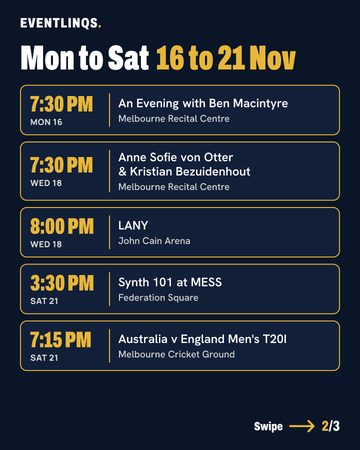 EVENTLINQS.
Mon to Sat 16 to 21 Nov
7:30 PM
MON 16
An Evening with Ben Macintyre
Melbourne Recital Centre
7:30 PM
WED 18
Anne Sofie von Otter
& Kristian Bezuidenhout
Melbourne Recital Centre
8:00 PM
WED 18
LANY
John Cain Arena
3:30 PM
SAT 21
Synth 101 at MESS
Federation Square
7:15 PM
SAT 21
Australia v England Men's T20I
Melbourne Cricket Ground
Swipe → 2/3